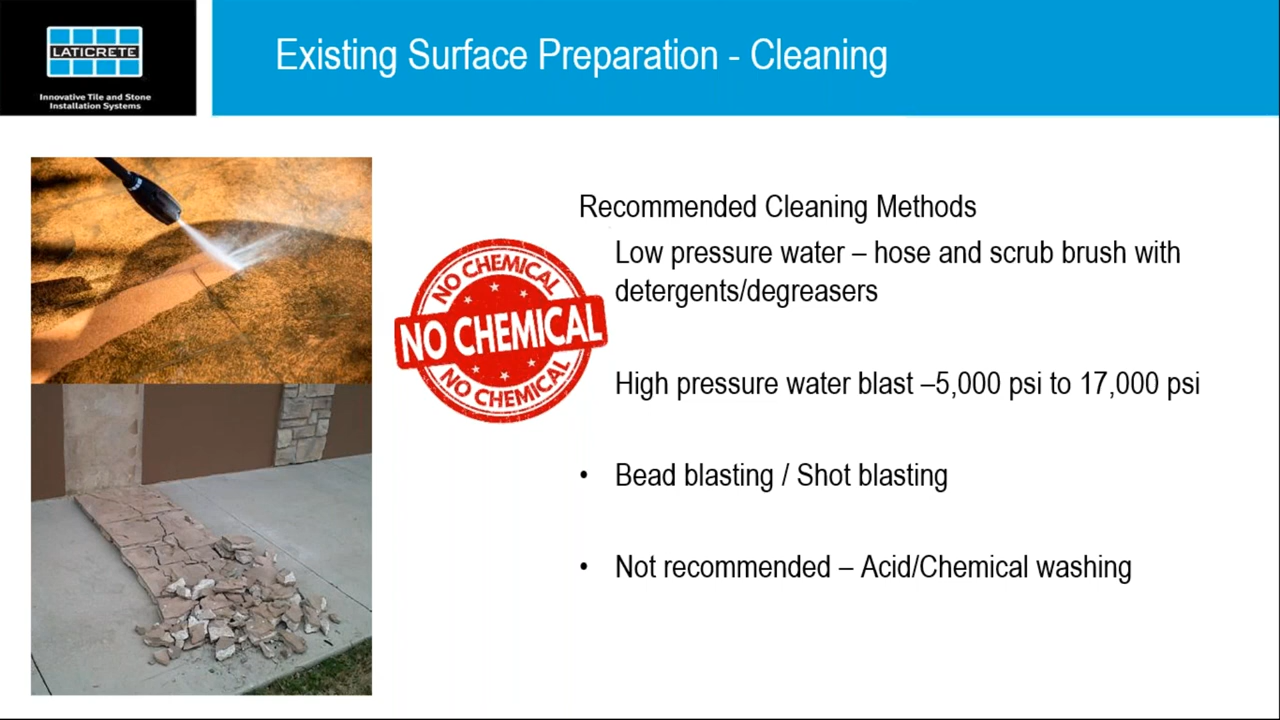 LATICRETE
Innovative Tile and Stone
Installation Systems
Existing Surface Preparation - Cleaning
Recommended Cleaning Methods
Low pressure water – hose and scrub brush with
detergents/degreasers
NO CHEMICAL
NO CHEMICAL
NO CHEMICAL
High pressure water blast –5,000 psi to 17,000 psi
• Bead blasting / Shot blasting
• Not recommended – Acid/Chemical washing